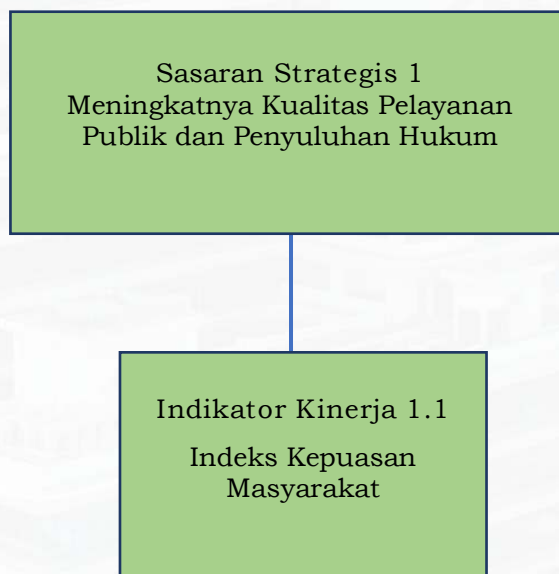 Sasaran Strategis 1
Meningkatnya Kualitas Pelayanan
Publik dan Penyuluhan Hukum
Indikator Kinerja 1.1
Indeks Kepuasan
Masyarakat